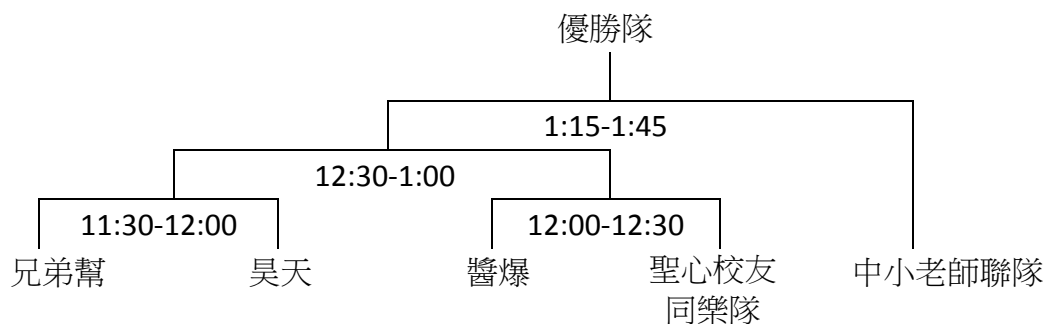 優勝隊
1:15-1:45
12:30-1:00
11:30-12:00
12:00-12:30
兄弟幫
昊天
醬爆
聖心校友
同樂隊
中小老師聯隊